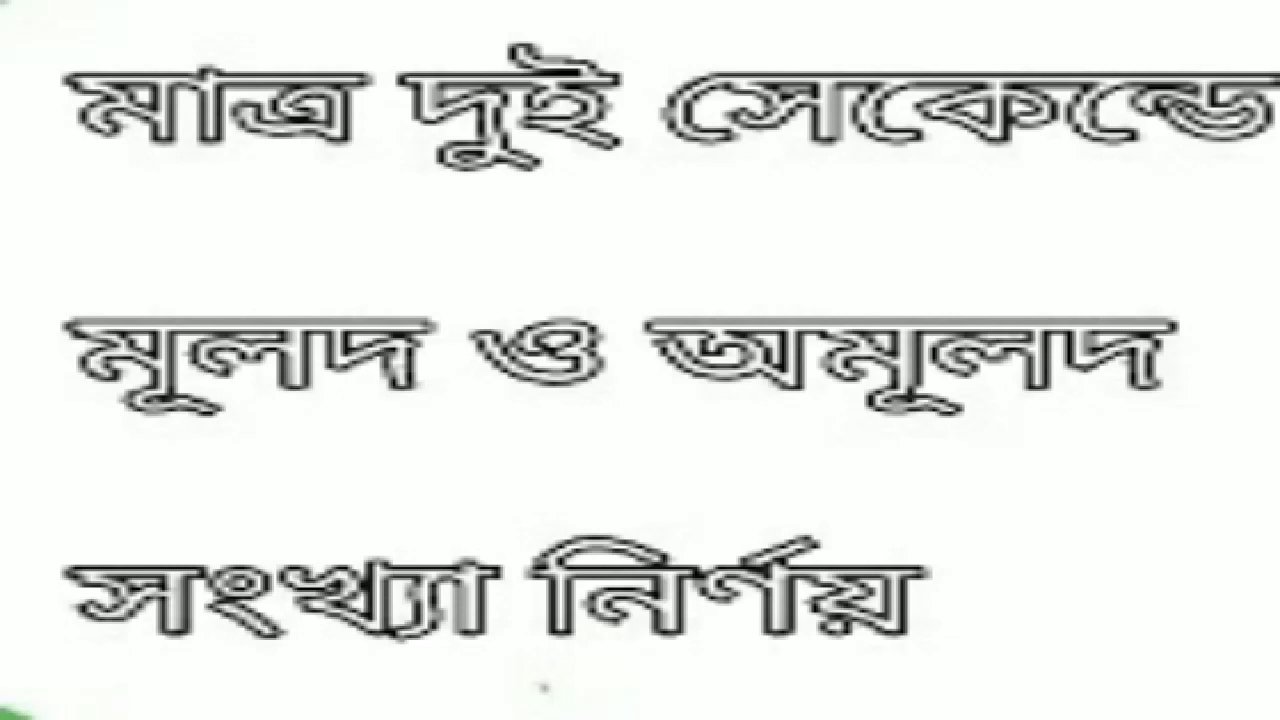 মাত্র দুই সেকেন্ডে
মূলদ ও অমূলদ
সংখ্যা নির্ণয়